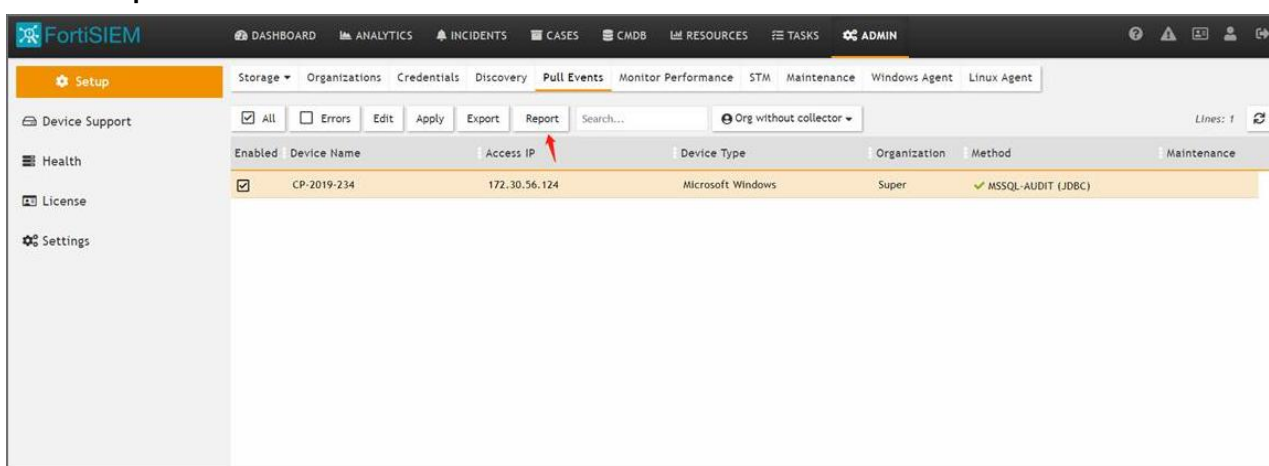 FortiSIEM DASHBOARD ANALYTICS INCIDENTS CASES CMDB RESOURCES TASKS ADMIN
Setup Storage Organizations Credentials Discovery Pull Events Monitor Performance STM Maintenance Windows Agent Linux Agent
Device Support All Errors Edit Apply Export Report Search... Org without collector Lines: 1
Health Enabled Device Name Access IP Device Type Organization Method Maintenance
CP-2019-234 172.30.56.124 Microsoft Windows Super MSSQL-AUDIT (JDBC)
License
Settings